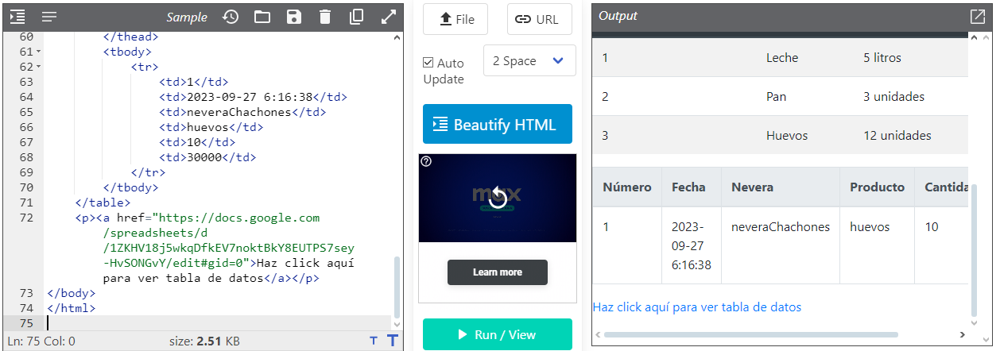 Sample
60 </thead>
61 <tbody>
62 <tr>
63 <td>1</td>
64 <td>2023-09-27 6:16:38</td>
65 <td>neveraChachones</td>
66 <td>huevos</td>
67 <td>10</td>
68 <td>30000</td>
69 </tr>
70 </tbody>
71 </table>
72 <p><a href="https://docs.google.com
/spreadsheets/d
/1ZKHV18j5wkqDfkEV7noktBkY8EUTPS7sey
-HvSONGvY/edit#gid=0">Haz click aquí
para ver tabla de datos</a></p>
73 </body>
74 </html>
75
Ln: 75 Col: 0 size: 2.51 KB T T
File URL
Auto Update
2 Space
Beautify HTML
max
Learn more
Run / View
Output
1 Leche 5 litros
2 Pan 3 unidades
3 Huevos 12 unidades
Número Fecha Nevera Producto Cantida
1 2023- neveraChachones huevos 10
09-27
6:16:38
Haz click aquí para ver tabla de datos